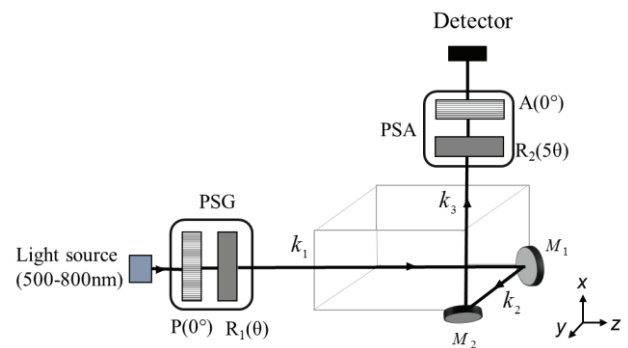 Detector
A(0°)
PSA
R₂(5θ)
PSG
k₃
k₁
M₁
Light source
(500-800nm)
k₂
x
P(0°)
R₁(θ)
M₂
y
z